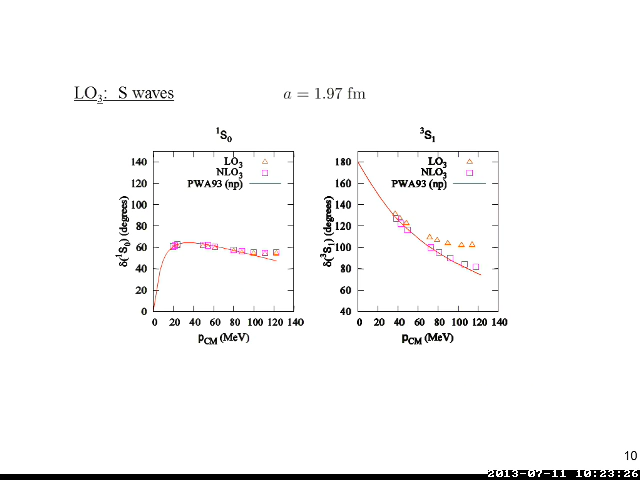 LO3: S waves
a = 1.97 fm
1S0
LO3
NLO3
PWA93 (np)
δ(1S0) (degrees)
140
120
100
80
60
40
20
0
0 20 40 60 80 100 120 140
pCM (MeV)
3S1
LO3
NLO3
PWA93 (np)
δ(3S1) (degrees)
180
160
140
120
100
80
60
40
0 20 40 60 80 100 120 140
pCM (MeV)
10
2013-07-11 10:23:26